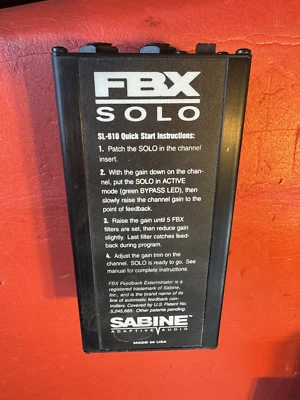 FBX
SOLO
SL-610 Quick Start Instructions:
1. Patch the SOLO in the channel
insert.
2. With the gain down on the chan-
nel, put the SOLO in ACTIVE
mode (green BYPASS LED), then
slowly raise the channel gain to the
point of feedback.
3. Raise the gain until 5 FBX
filters are set, then reduce gain
slightly. Last filter catches feed-
back during program.
4. Adjust the gain trim on the
channel. SOLO is ready to go. See
manual for complete instructions.
FBX Feedback Exterminator is a
registered trademark of Sabine,
Inc., and is the brand name of its
line of automatic feedback con-
trollers. Covered by U.S. Patent No.
5,245,665. Other patents pending.
SABINE
ADAPTIVE AUDIO
MADE IN USA